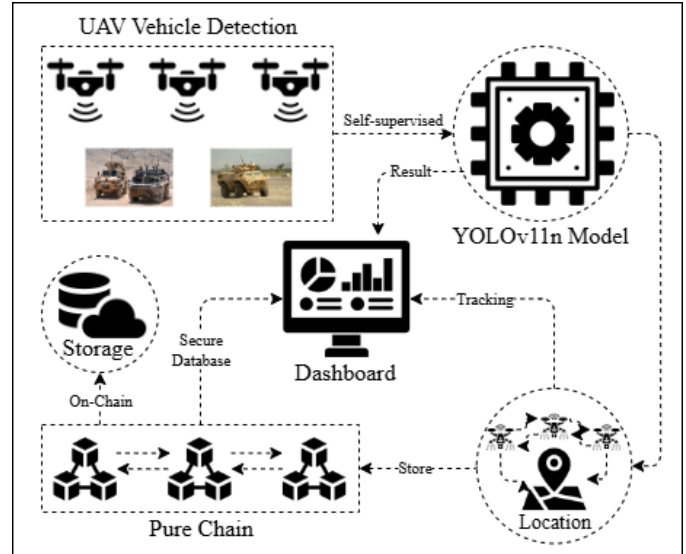 UAV Vehicle Detection
Self-supervised
Result
YOLOv11n Model
Storage
Secure
Database
Dashboard
Tracking
On-Chain
Store
Location
Pure Chain